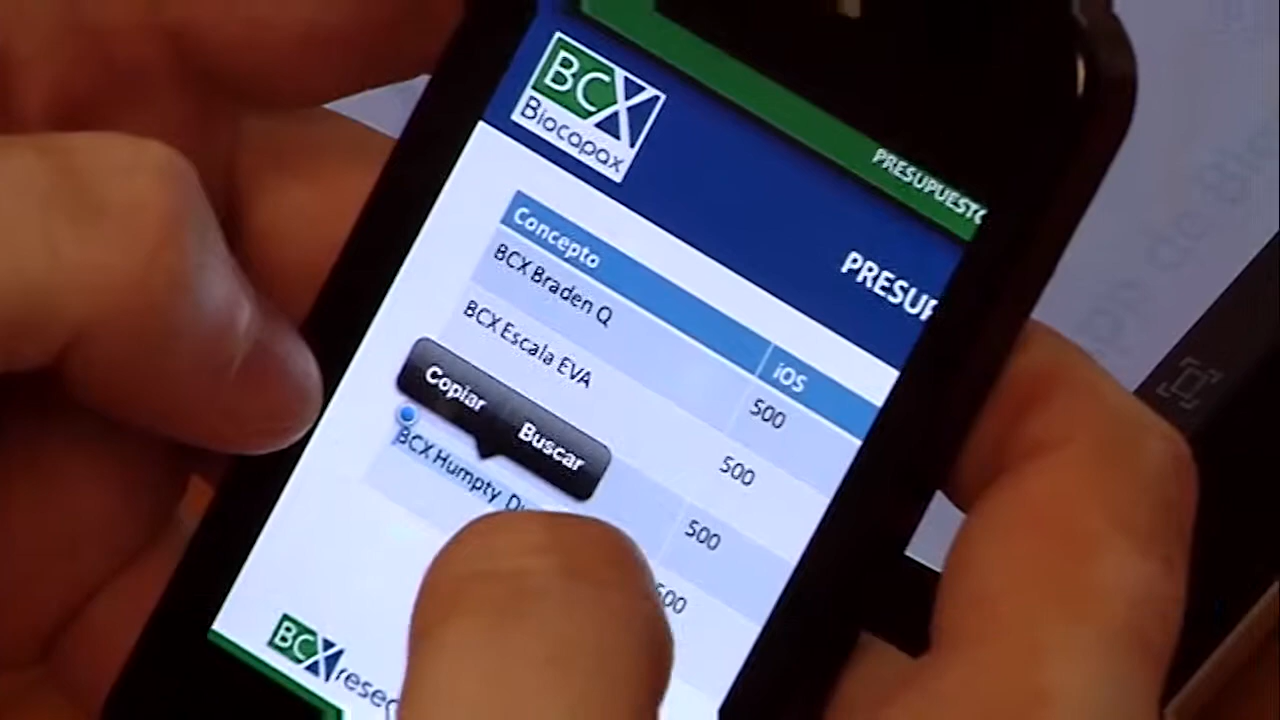 PRESUPUESTO
BCX
Biocapax
PRESUP
Concepto
iOS
BCX Braden Q
500
BCX Escala EVA
500
Copiar
Buscar
500
BCX Humpty
500
BCX